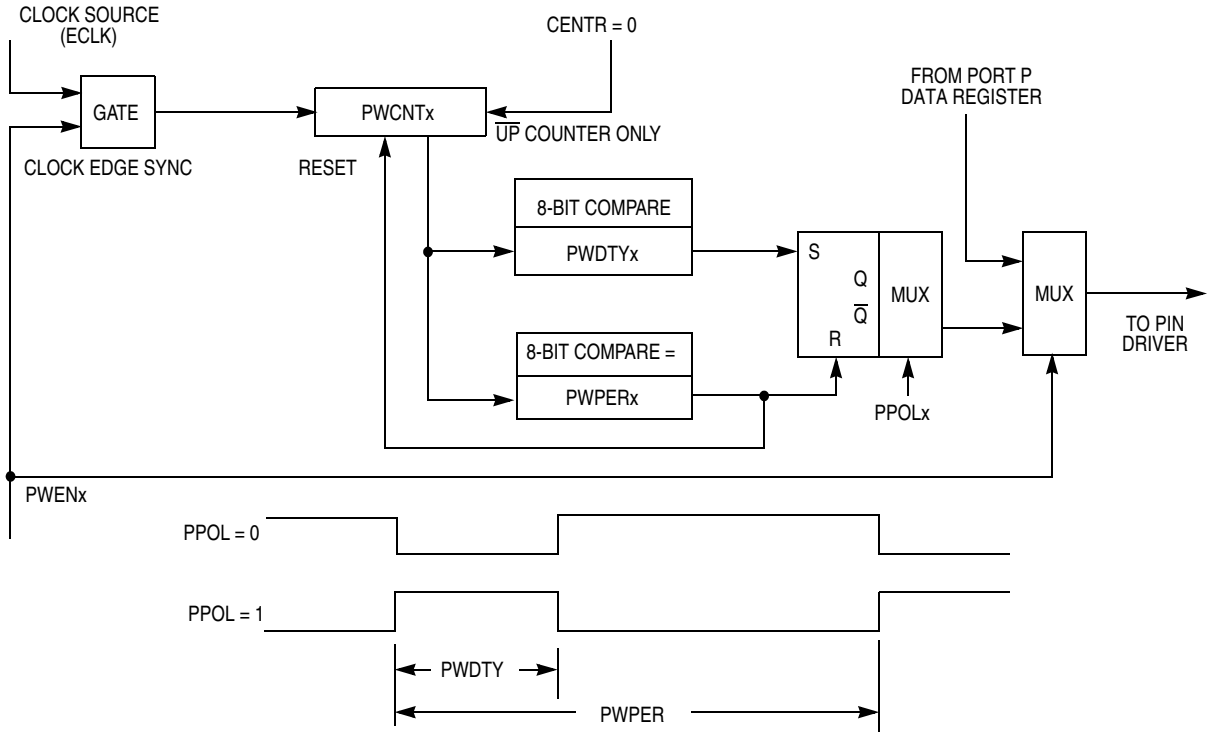 CLOCK SOURCE
(ECLK)
CENTR = 0
FROM PORT P
DATA REGISTER
GATE
PWCNTx
U̅P̅ COUNTER ONLY
CLOCK EDGE SYNC
RESET
8-BIT COMPARE
PWDTYx
S
Q
Q̅
R
MUX
MUX
TO PIN
DRIVER
8-BIT COMPARE =
PWPERx
PPOLx
PWENx
PPOL = 0
PPOL = 1
PWDTY
PWPER